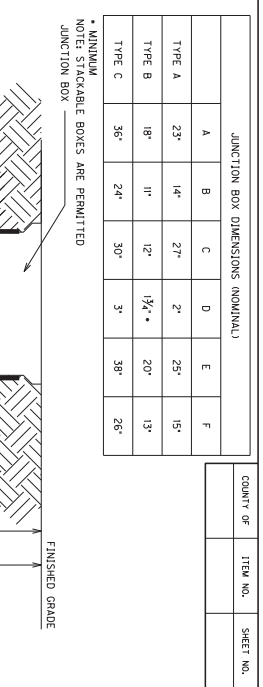 COUNTY OF ITEM NO. SHEET NO.
JUNCTION BOX DIMENSIONS (NOMINAL)
A B C D E F
TYPE A 23" 14" 27" 2" 25" 15"
TYPE B 18" 11" 12" 1¾" * 20" 13"
TYPE C 36" 24" 30" 3" 38" 26"
* MINIMUM
NOTE: STACKABLE BOXES ARE PERMITTED
JUNCTION BOX
FINISHED GRADE